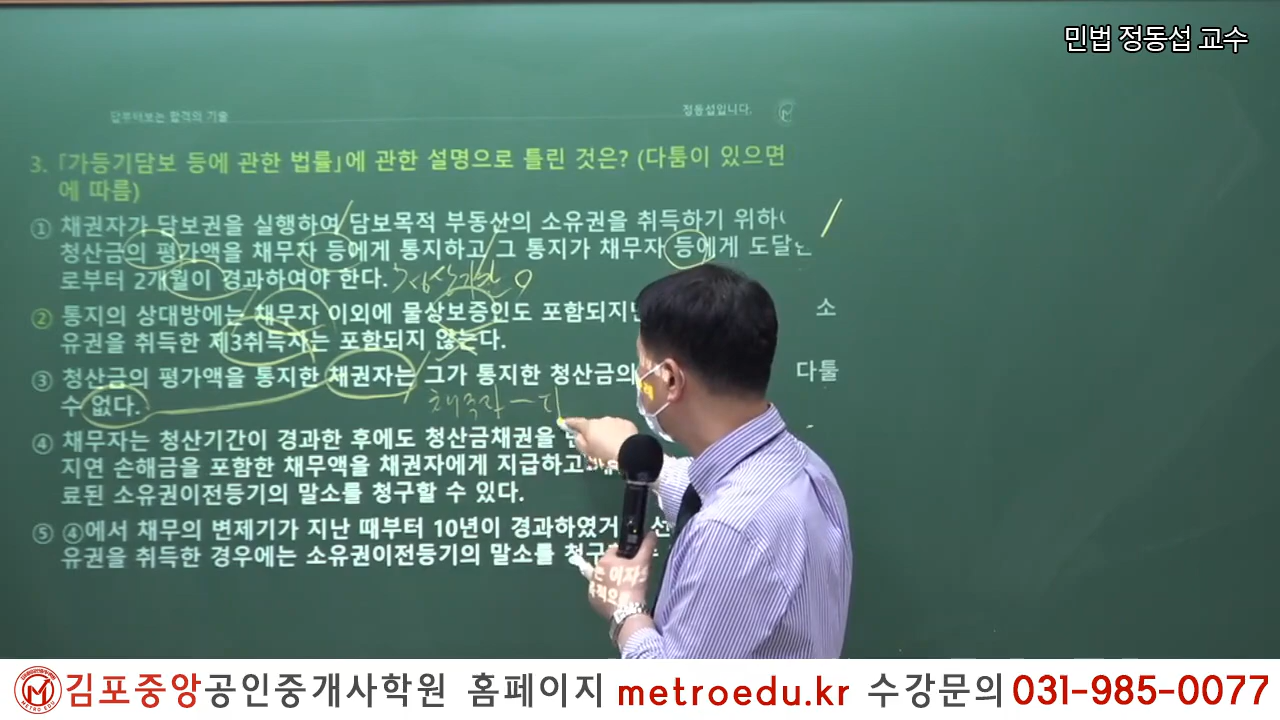 민법 정동섭 교수
답부터보는 합격의 기술
정동섭입니다.
3. 「가등기담보 등에 관한 법률」에 관한 설명으로 틀린 것은? (다툼이 있으면
에 따름)
① 채권자가 담보권을 실행하여 담보목적 부동산의 소유권을 취득하기 위하
청산금의 평가액을 채무자 등에게 통지하고 그 통지가 채무자 등에게 도달한
로부터 2개월이 경과하여야 한다.
② 통지의 상대방에는 채무자 이외에 물상보증인도 포함되지만 소
유권을 취득한 제3취득자는 포함되지 않는다.
③ 청산금의 평가액을 통지한 채권자는 그가 통지한 청산금의 다툴
수 없다.
④ 채무자는 청산기간이 경과한 후에도 청산금채권을
지연 손해금을 포함한 채무액을 채권자에게 지급하고
료된 소유권이전등기의 말소를 청구할 수 있다.
⑤ ④에서 채무의 변제기가 지난 때부터 10년이 경과하였거 선
유권을 취득한 경우에는 소유권이전등기의 말소를 청구
METRO EDU
김포중앙공인중개사학원 홈페이지 metroedu.kr 수강문의 031-985-0077